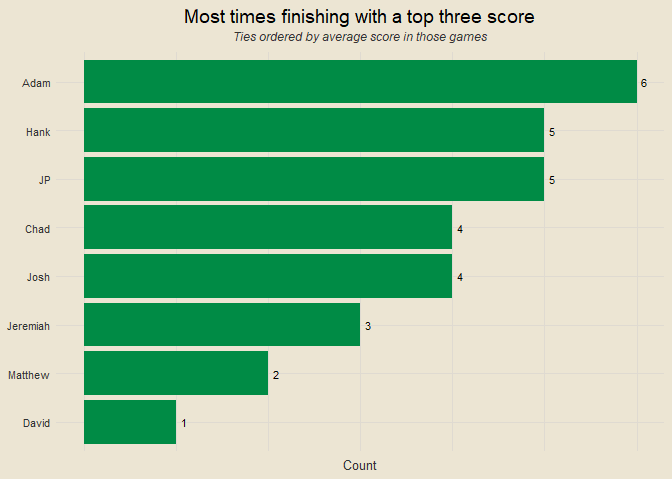 Most times finishing with a top three score
Ties ordered by average score in those games
Adam 6
Hank 5
JP 5
Chad 4
Josh 4
Jeremiah 3
Matthew 2
David 1
Count